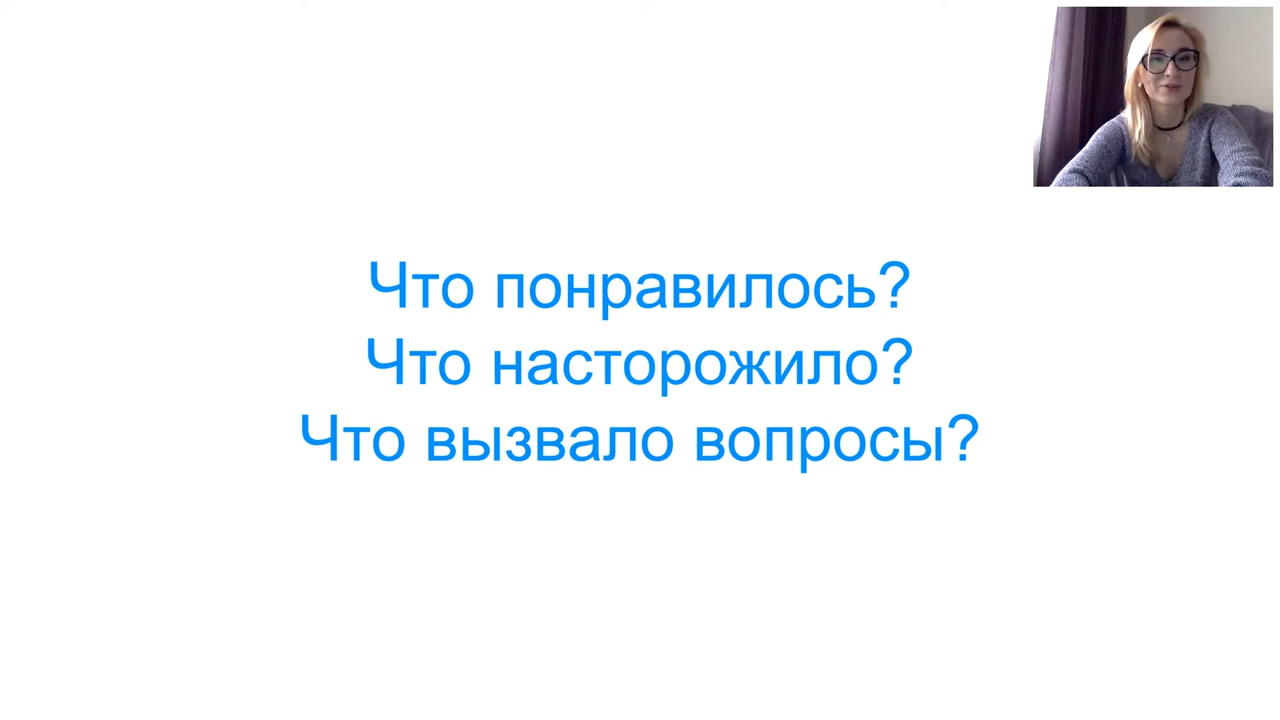 Что понравилось?
Что насторожило?
Что вызвало вопросы?